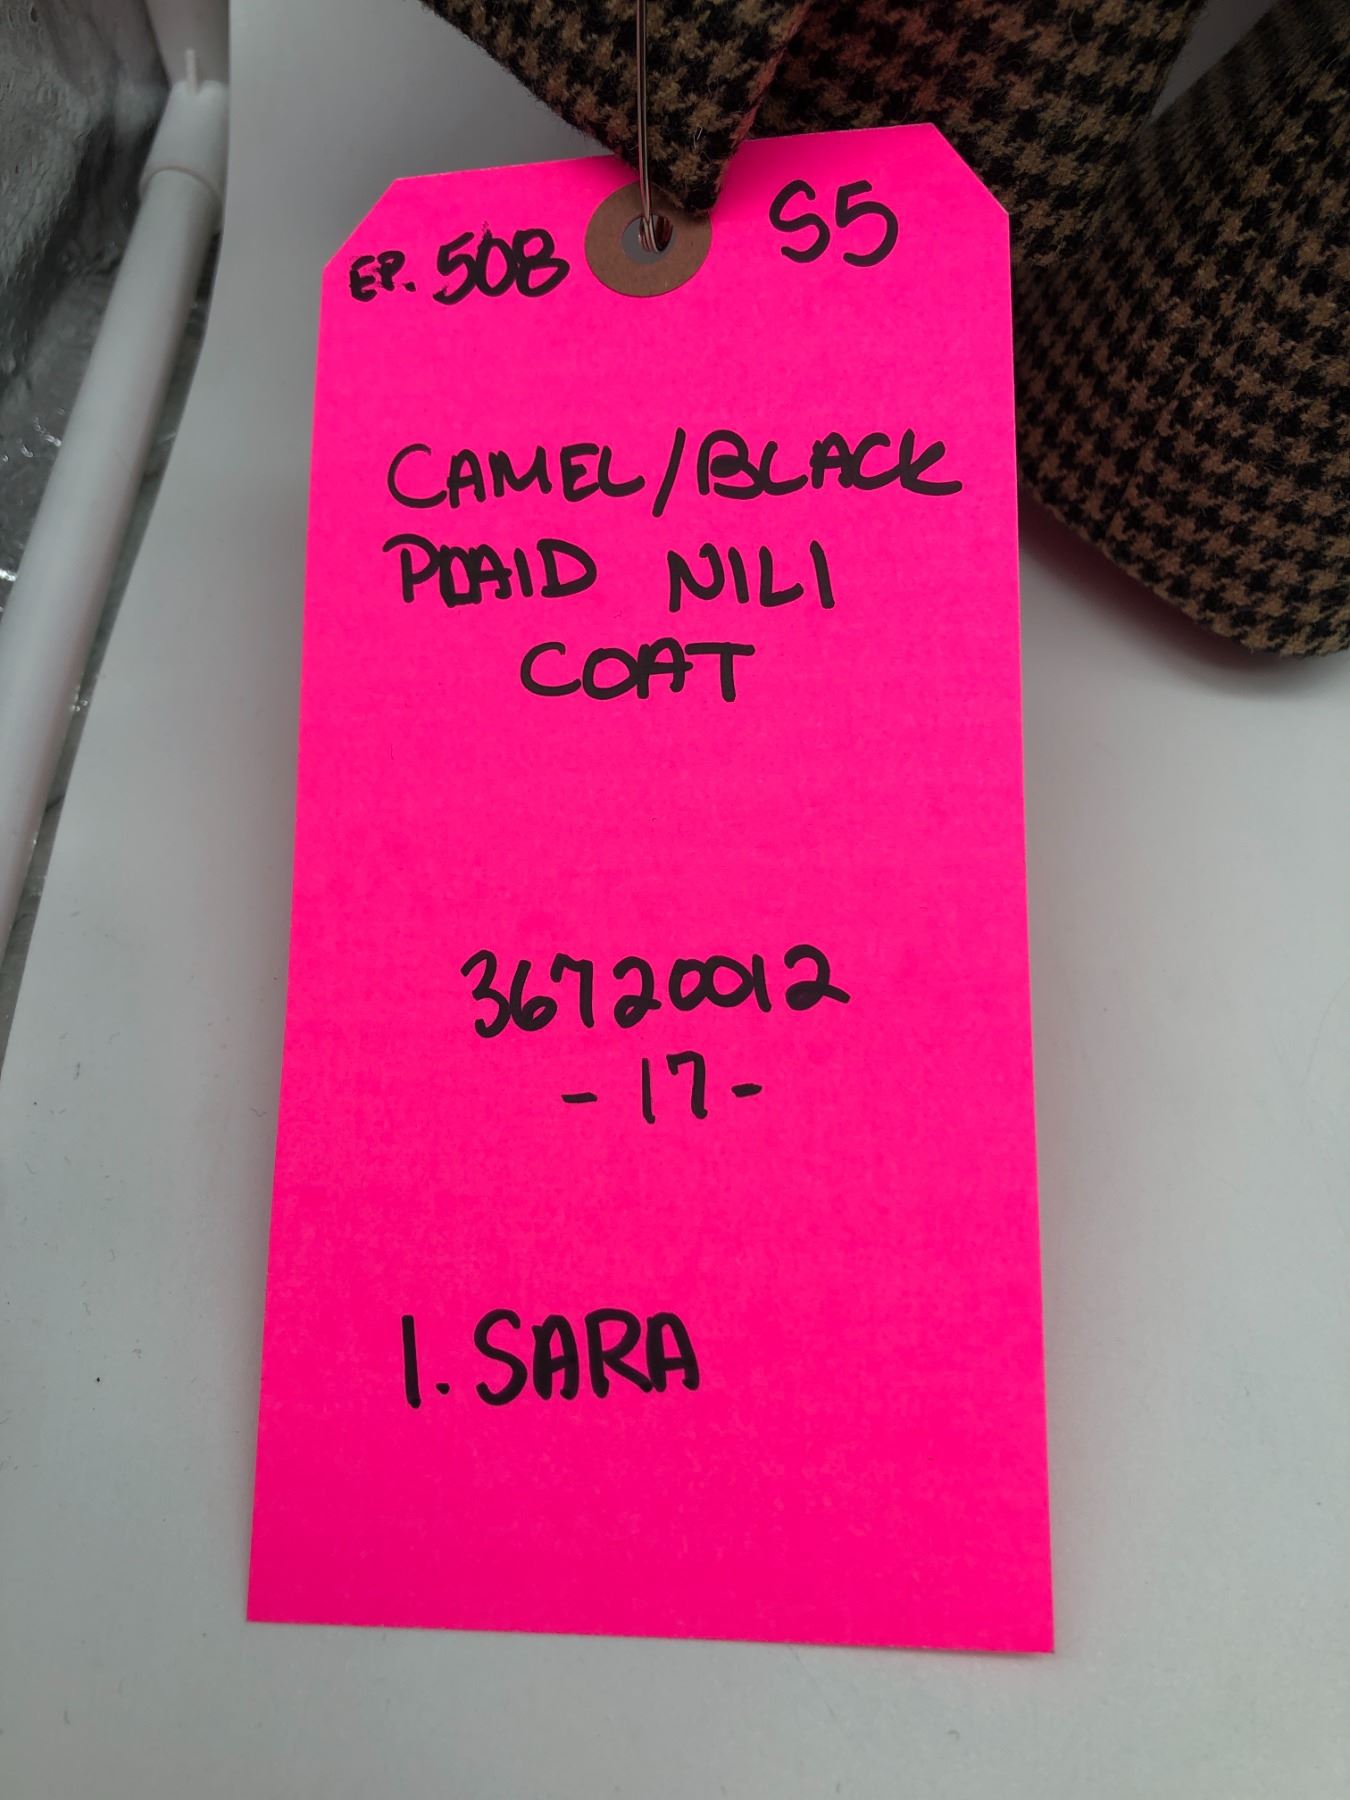 EP. 508 S5
CAMEL/BLACK
PLAID NILI
COAT
36720012
- 17 -
1. SARA